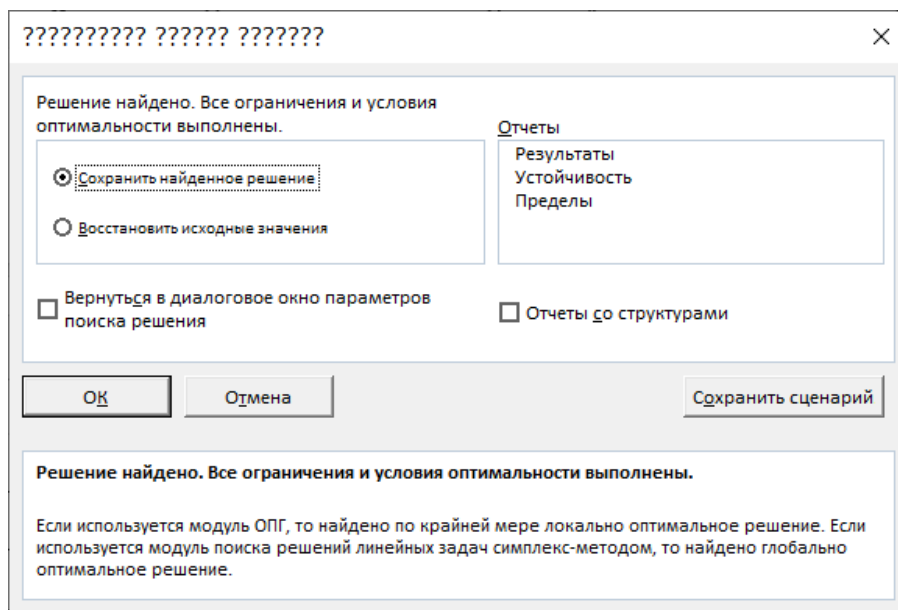 ?????????? ?????? ???????
Решение найдено. Все ограничения и условия
оптимальности выполнены.
Сохранить найденное решение
Восстановить исходные значения
Отчеты
Результаты
Устойчивость
Пределы
Вернуться в диалоговое окно параметров
поиска решения
Отчеты со структурами
ОК
Отмена
Сохранить сценарий
Решение найдено. Все ограничения и условия оптимальности выполнены.
Если используется модуль ОПГ, то найдено по крайней мере локально оптимальное решение. Если
используется модуль поиска решений линейных задач симплекс-методом, то найдено глобально
оптимальное решение.